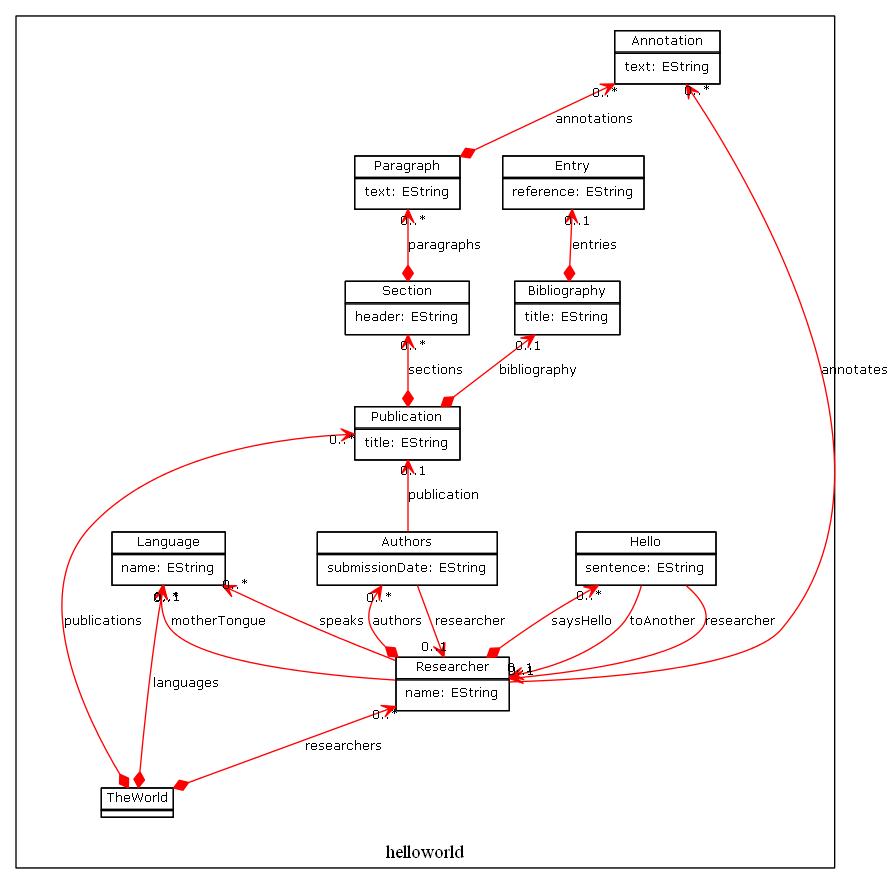 Annotation
text: EString
0..*
0..*
annotations
Paragraph
Entry
text: EString
reference: EString
0..*
0..1
paragraphs
entries
Section
Bibliography
header: EString
title: EString
0..*
0..1
sections
bibliography
annotates
Publication
title: EString
0..*
0..1
publication
Language
Authors
Hello
name: EString
submissionDate: EString
sentence: EString
0..*
0..1
0..*
0..*
publications
motherTongue
speaks
authors
researcher
saysHello
toAnother
researcher
0..1
Researcher
0..1
languages
name: EString
0..*
researchers
TheWorld
helloworld